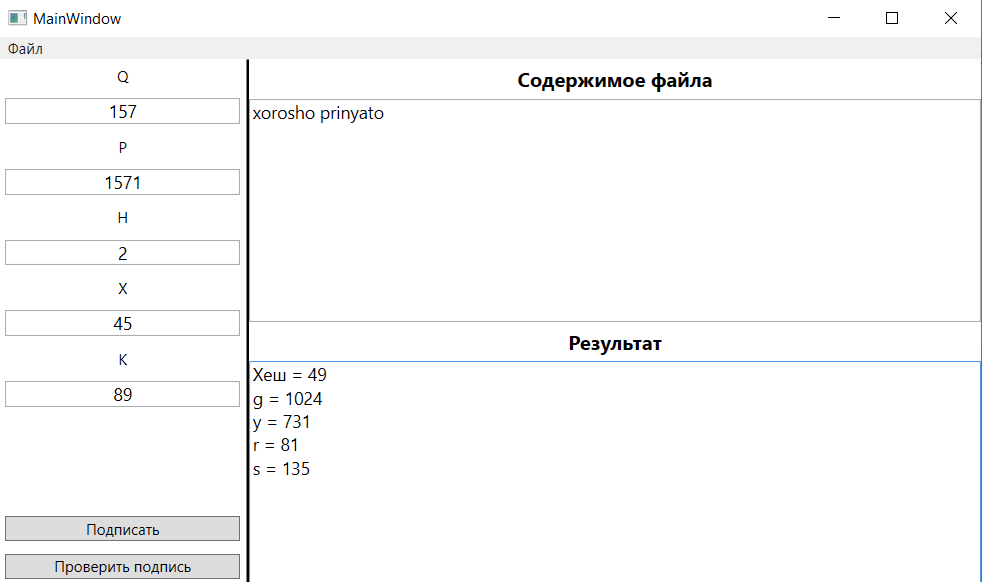 MainWindow
Файл
Q
157
P
1571
H
2
X
45
K
89
Подписать
Проверить подпись
Содержимое файла
xorosho prinyato
Результат
Хеш = 49
g = 1024
y = 731
r = 81
s = 135